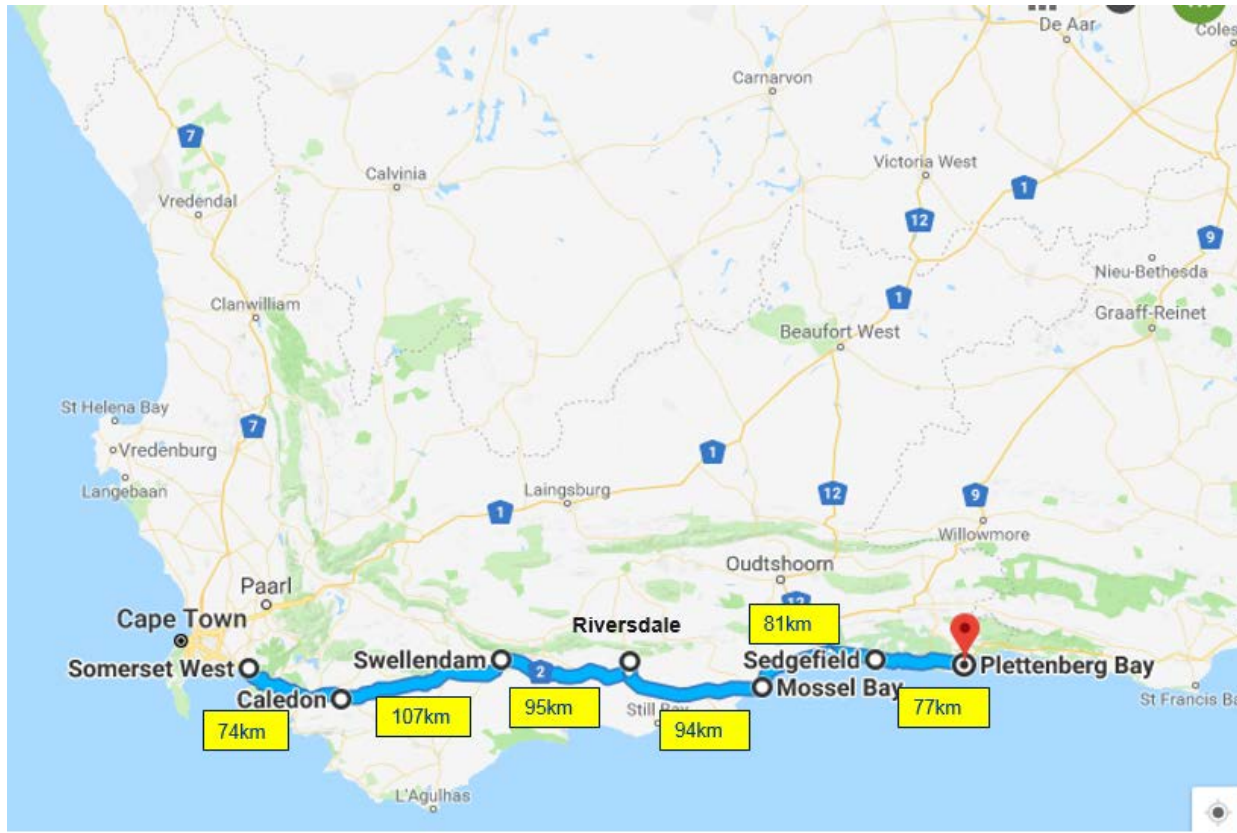 De Aar
Coles
Carnarvon
7
Victoria West
Calvinia
1
Vredendal
12
9
Nieu-Bethesda
Clanwilliam
1
Graaff-Reinet
Beaufort West
St Helena Bay
7
Vredenburg
1
Langebaan
Laingsburg
12
9
1
Willowmore
Oudtshoorn
Paarl
12
Cape Town
Riversdale
81km
Somerset West
Swellendam
2
Sedgefield
Plettenberg Bay
Caledon
Mossel Bay
St Francis Ba
107km
95km
Still Bay
77km
74km
94km
L'Agulhas